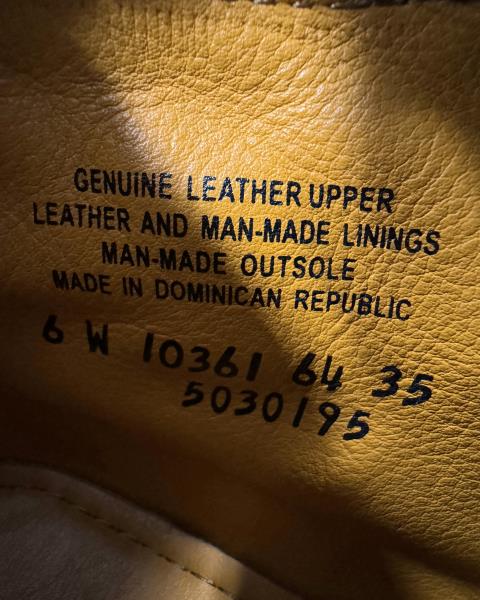 GENUINE LEATHER UPPER
LEATHER AND MAN-MADE LININGS
MAN-MADE OUTSOLE
MADE IN DOMINICAN REPUBLIC
6 W 10361 64 35
5030195